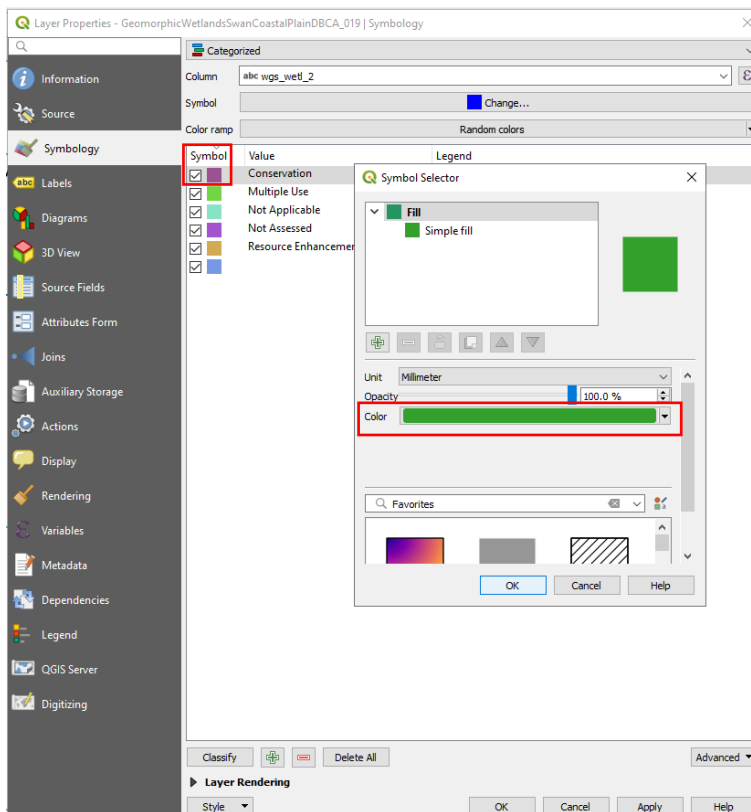 Layer Properties - GeomorphicWetlandsSwanCoastalPlainDBCA_019 | Symbology
Information
Source
Symbology
Labels
Diagrams
3D View
Source Fields
Attributes Form
Joins
Auxiliary Storage
Actions
Display
Rendering
Variables
Metadata
Dependencies
Legend
QGIS Server
Digitizing
Categorized
Column abc wgs_wetl_2
Symbol Change...
Color ramp Random colors
Symbol Value Legend
Conservation
Multiple Use
Not Applicable
Not Assessed
Resource Enhancemer
Symbol Selector
Fill
Simple fill
Unit Millimeter
Opacity 100.0 %
Color
Favorites
OK Cancel Help
Classify Delete All Advanced
Layer Rendering
Style OK Cancel Apply Help